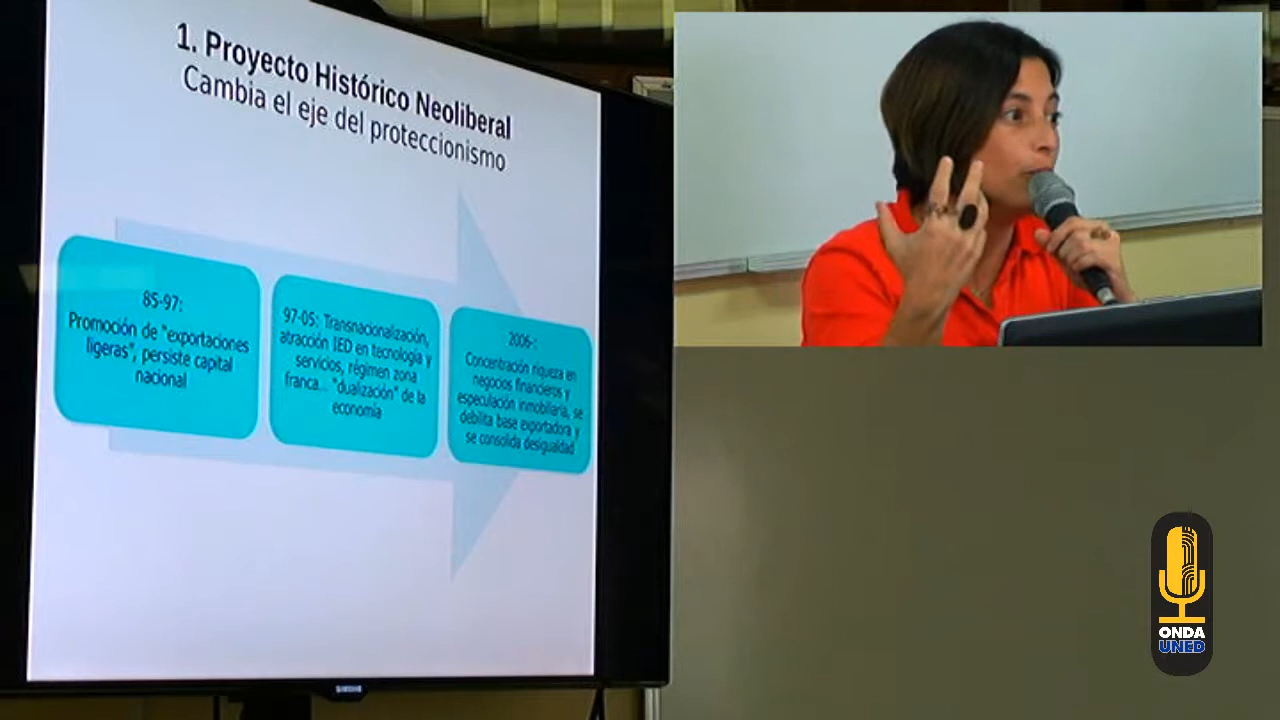 1. Proyecto Histórico Neoliberal
Cambia el eje del proteccionismo
85-97:
Promoción de "exportaciones
ligeras", persiste capital
nacional
97-05: Transnacionalización,
atracción IED en tecnología y
servicios, régimen zona
franca... "dualización" de la
economía
2006-:
Concentración riqueza en
negocios financieros y
especulación inmobiliaria, se
debilita base exportadora y
se consolida desigualdad
SAMSUNG
ONDA
UNED